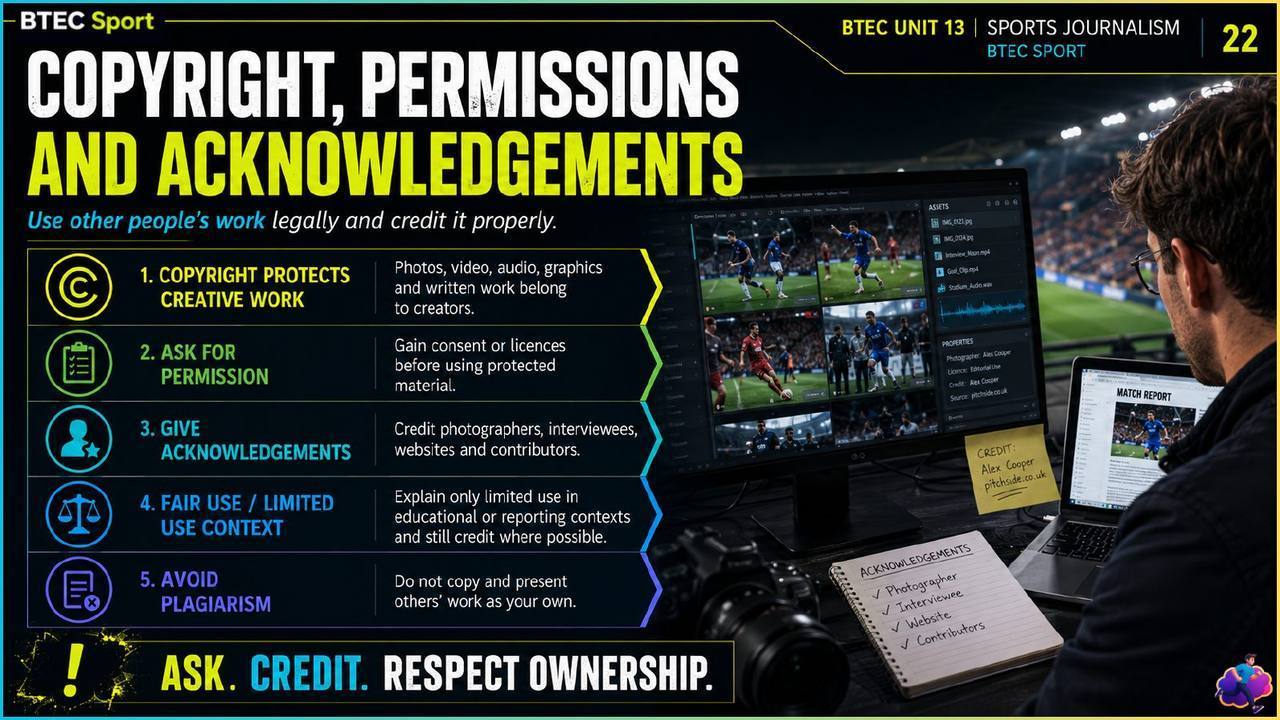 BTEC Sport
BTEC UNIT 13 | SPORTS JOURNALISM
BTEC SPORT
22
COPYRIGHT, PERMISSIONS
AND ACKNOWLEDGEMENTS
Use other people's work legally and credit it properly.
1. COPYRIGHT PROTECTS
CREATIVE WORK
Photos, video, audio, graphics
and written work belong
to creators.
2. ASK FOR
PERMISSION
Gain consent or licences
before using protected
material.
3. GIVE
ACKNOWLEDGEMENTS
Credit photographers, interviewees,
websites and contributors.
4. FAIR USE / LIMITED
USE CONTEXT
Explain only limited use in
educational or reporting contexts
and still credit where possible.
5. AVOID
PLAGIARISM
Do not copy and present
others' work as your own.
!
ASK. CREDIT. RESPECT OWNERSHIP.
ASSETS
IMG_0123.jpg
IMG_0124.jpg
Interview_Moon.mp4
Goal_Clip.mp4
Stadium_Audio.wav
PROPERTIES
Photographer: Alex Cooper
Licence: Editorial Use
Credit: Alex Cooper
Source: pitchside.co.uk
MATCH REPORT
CREDIT:
Alex Cooper
pitchside.co.uk
ACKNOWLEDGEMENTS
✓ Photographer
✓ Interviewee
✓ Website
✓ Contributors